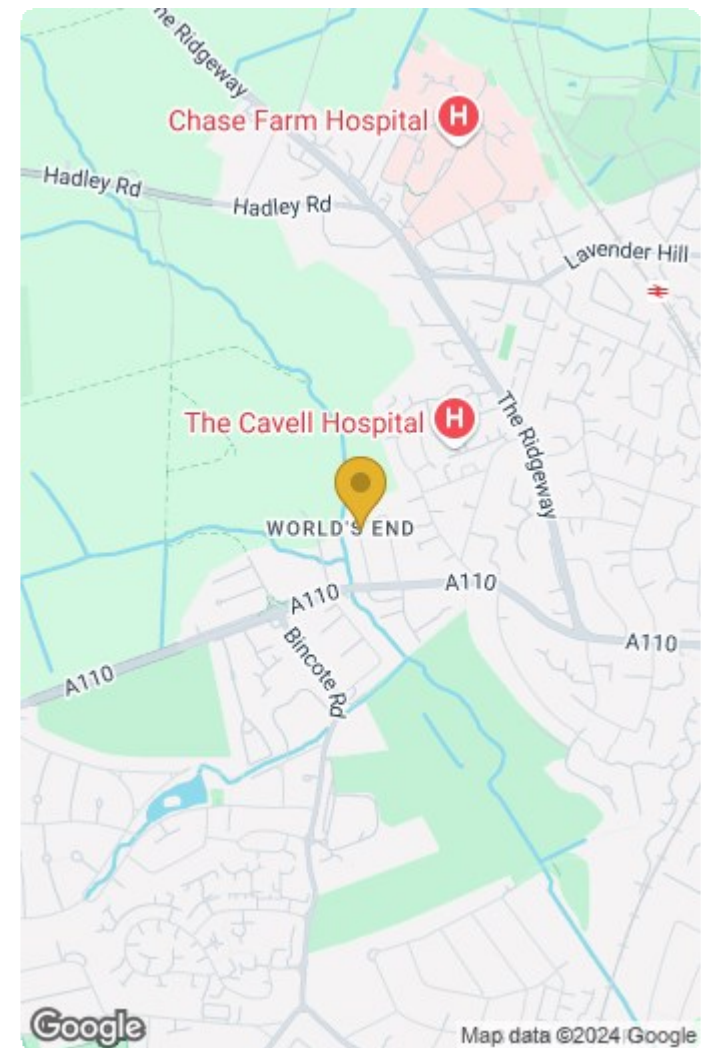 The Ridgeway
Chase Farm Hospital
H
Hadley Rd
Hadley Rd
Lavender Hill
The Cavell Hospital
H
The Ridgeway
WORLD'S END
A110
A110
Bincote Rd
A110
A110
Google
Map data ©2024 Google